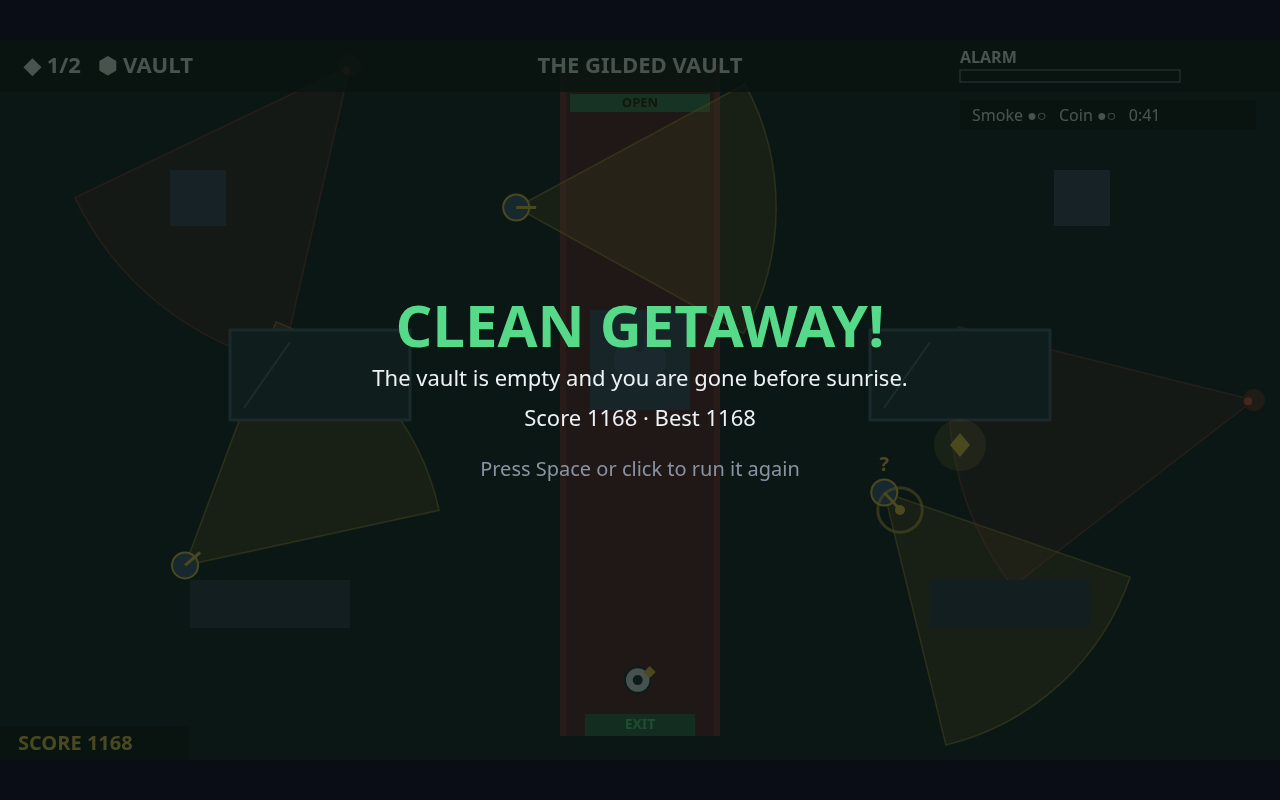 ◆ 1/2 ⬢ VAULT
THE GILDED VAULT
ALARM
OPEN
Smoke ●○ Coin ●○ 0:41
CLEAN GETAWAY!
The vault is empty and you are gone before sunrise.
Score 1168 · Best 1168
?
Press Space or click to run it again
EXIT
SCORE 1168